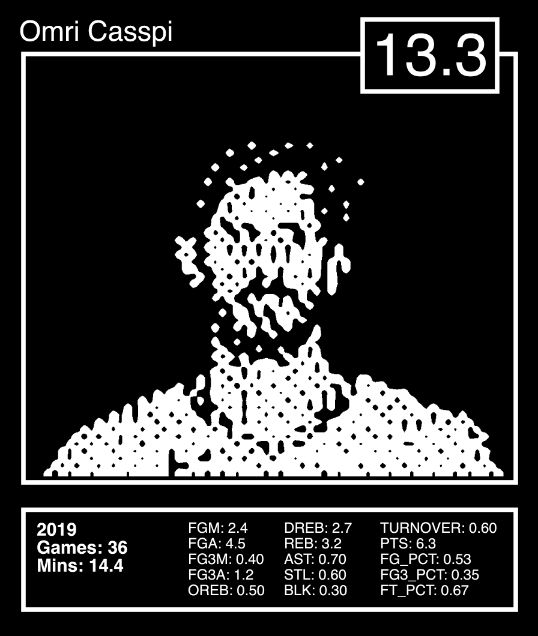 Omri Casspi
13.3
2019
Games: 36
Mins: 14.4
FGM: 2.4
FGA: 4.5
FG3M: 0.40
FG3A: 1.2
OREB: 0.50
DREB: 2.7
REB: 3.2
AST: 0.70
STL: 0.60
BLK: 0.30
TURNOVER: 0.60
PTS: 6.3
FG_PCT: 0.53
FG3_PCT: 0.35
FT_PCT: 0.67